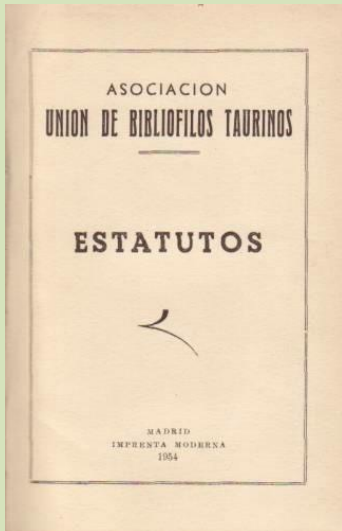 ASOCIACION
UNION DE BIBLIOFILOS TAURINOS
ESTATUTOS
MADRID
IMPRENTA MODERNA
1954